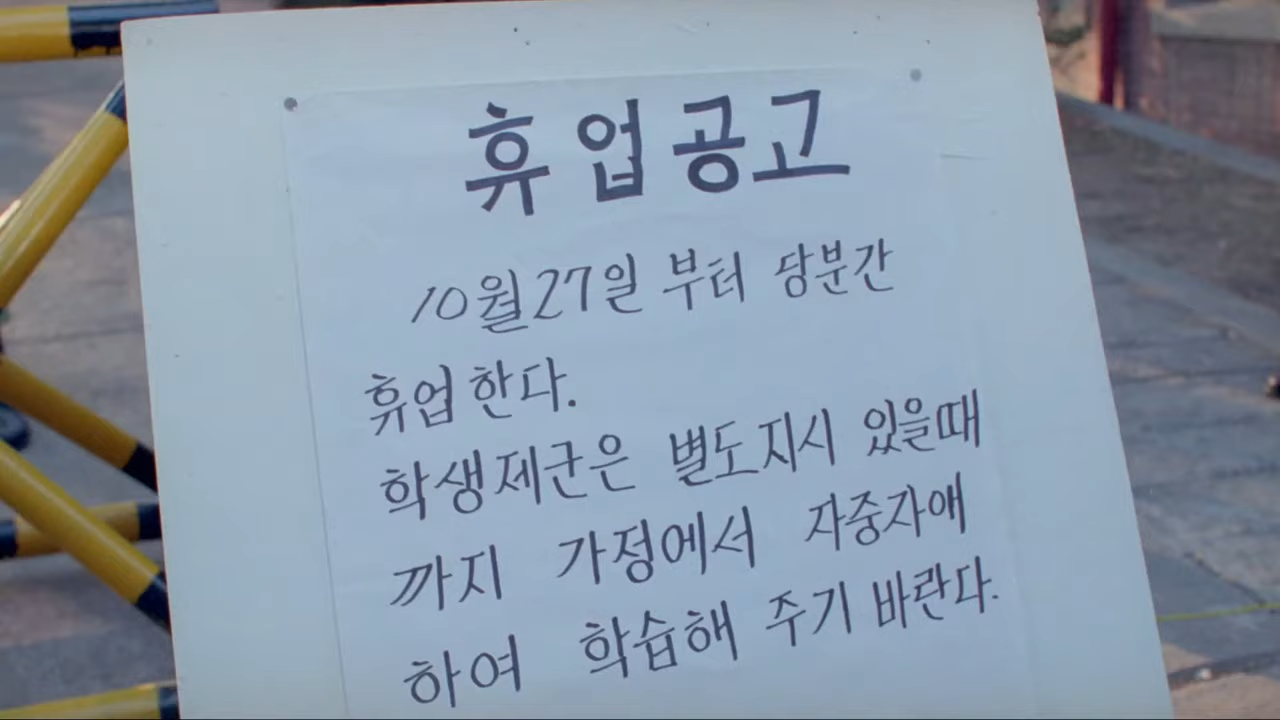 휴업공고
10월27일 부터 당분간
휴업한다.
학생제군은 별도지시 있을때
까지 가정에서 자중자애
하여 학습해 주기 바란다.